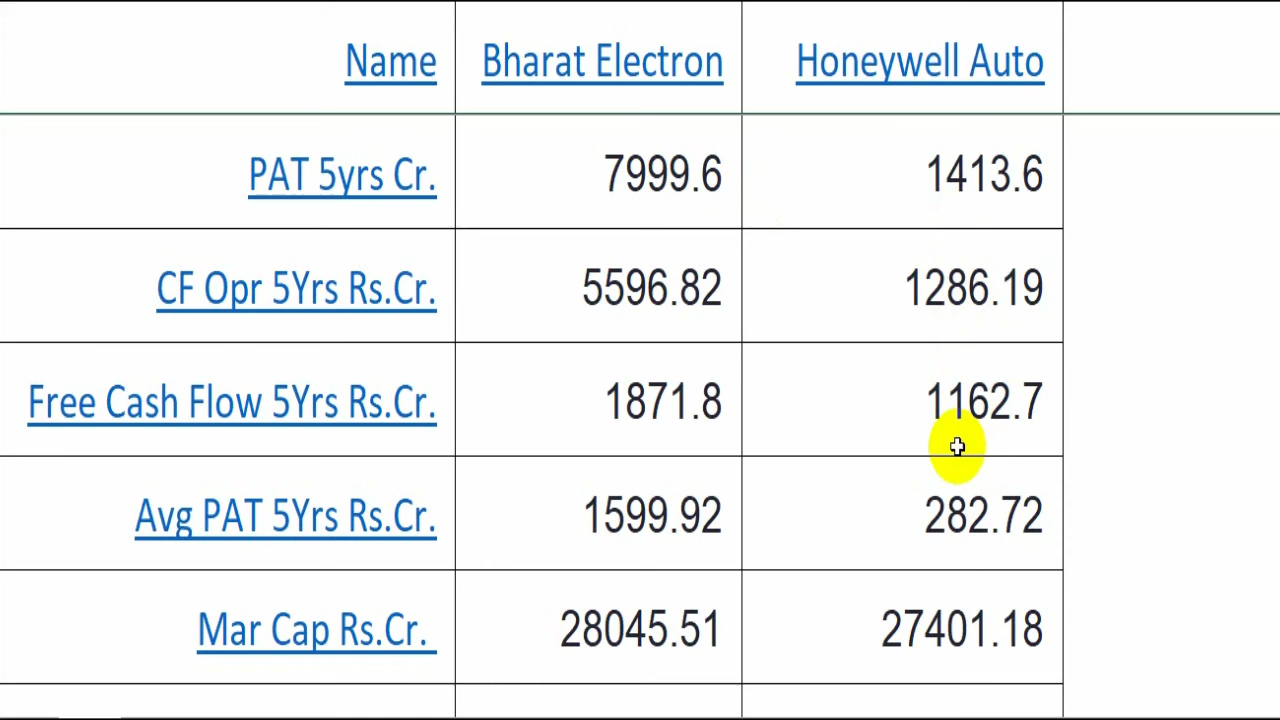 Name Bharat Electron Honeywell Auto
PAT 5yrs Cr. 7999.6 1413.6
CF Opr 5Yrs Rs.Cr. 5596.82 1286.19
Free Cash Flow 5Yrs Rs.Cr. 1871.8 1162.7
Avg PAT 5Yrs Rs.Cr. 1599.92 282.72
Mar Cap Rs.Cr. 28045.51 27401.18